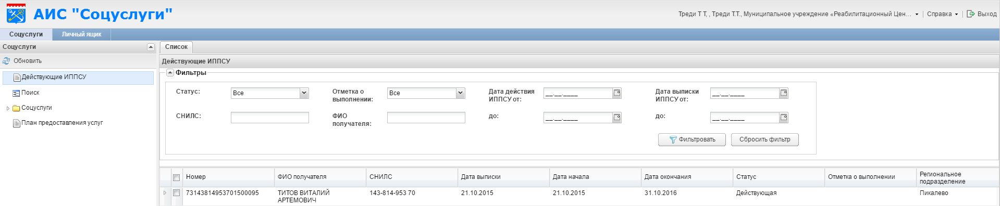 АИС "Соцуслуги"
Треди Т Т, , Треди Т.Т., Муниципальное учреждение «Реабилитационный Цен... Справка Выход
Соцуслуги Личный ящик
Соцуслуги
Обновить
Действующие ИППСУ
Поиск
Соцуслуги
План предоставления услуг
Список
Действующие ИППСУ
Фильтры
Статус: Все
Отметка о
выполнении: Все
Дата действия
ИППСУ от: __.__.____
Дата выписки
ИППСУ от: __.__.____
СНИЛС:
ФИО
получателя:
до: __.__.____
до: __.__.____
Фильтровать Сбросить фильтр
Номер ФИО получателя СНИЛС Дата выписки Дата начала Дата окончания Статус Отметка о выполнении Региональное
подразделение
73143814953701500095 ТИТОВ ВИТАЛИЙ 143-814-953 70 21.10.2015 21.10.2015 31.10.2016 Действующая Пикалево
АРТЕМОВИЧ